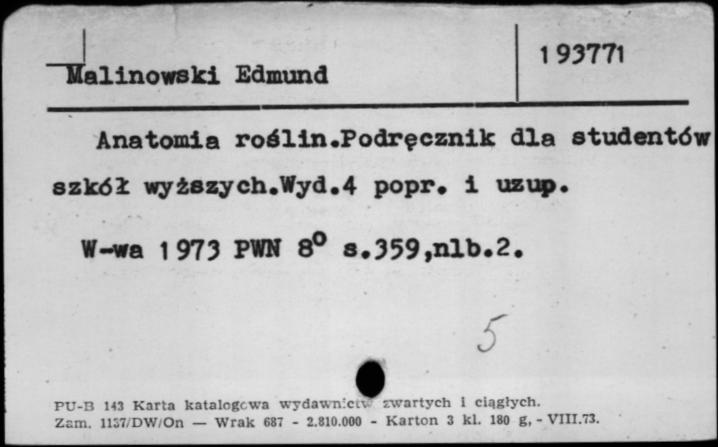 Malinowski Edmund
193771
Anatomia roślin.Podręcznik dla studentów
szkół wyższych.Wyd.4 popr. i uzup.
W-wa 1973 PWN 8° s.359,nlb.2.
5
PU-B 143 Karta katalogowa wydawnictw zwartych i ciągłych.
Zam. 1137/DW/On — Wrak 687 - 2.810.000 - Karton 3 kl. 180 g, - VIII.73.